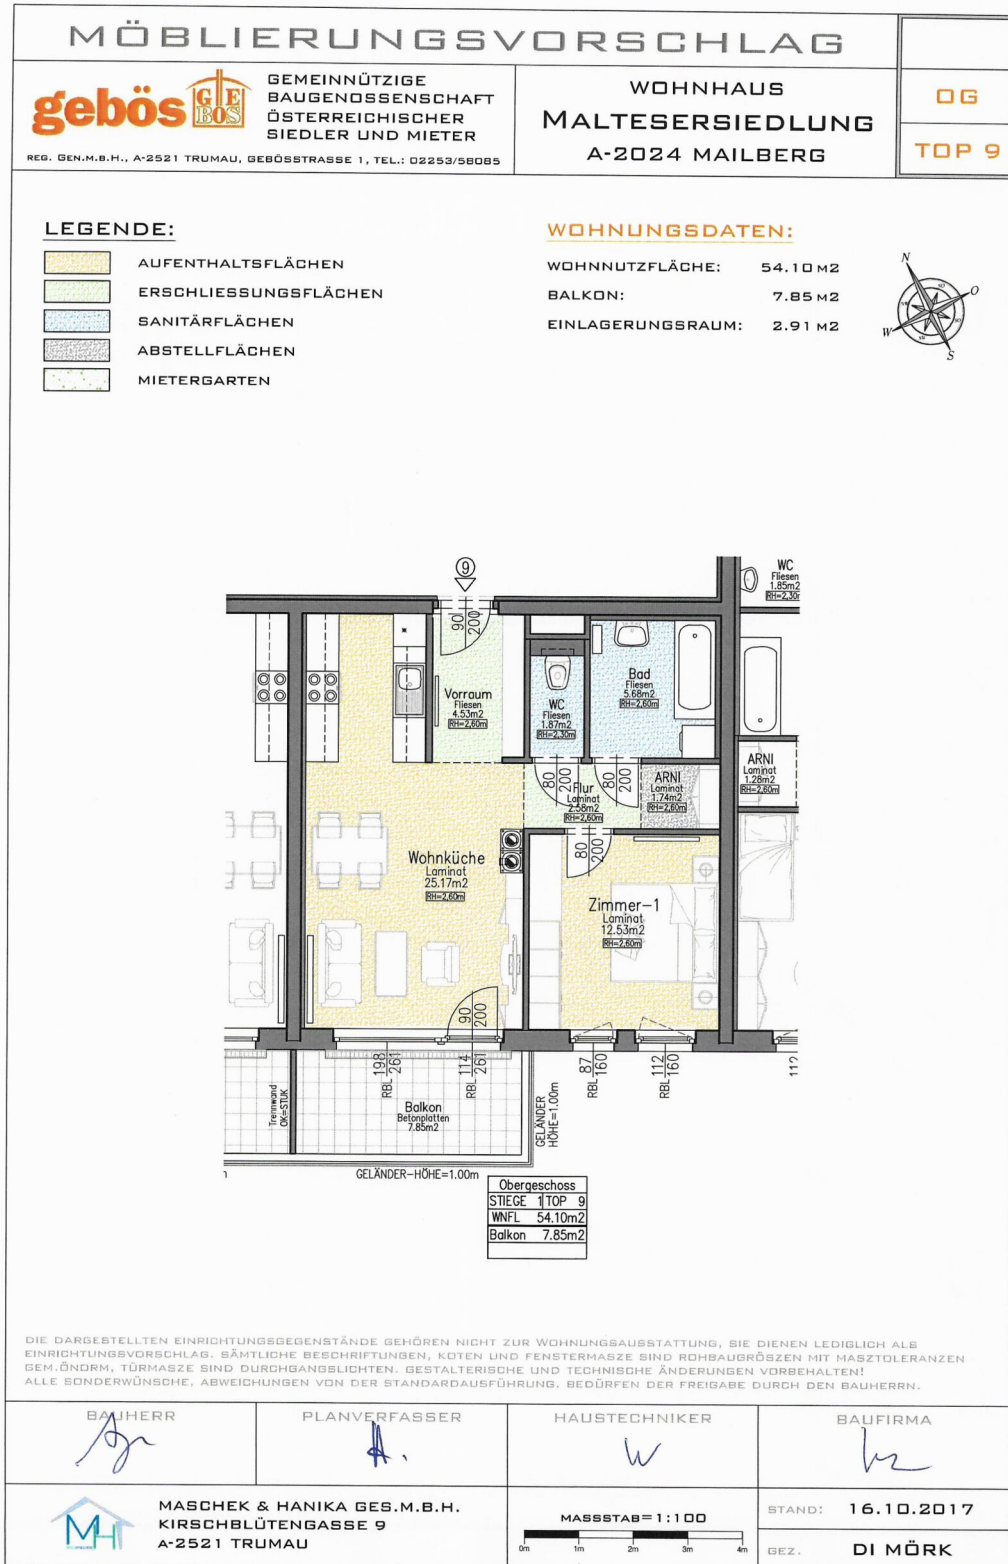 MÖBLIERUNGSVORSCHLAG
gebös
G E
BÖS
GEMEINNÜTZIGE
BAUGENOSSENSCHAFT
ÖSTERREICHISCHER
SIEDLER UND MIETER
REG. GEN.M.B.H., A-2521 TRUMAU, GEBÖSSTRASSE 1, TEL.: 02253/58085
WOHNHAUS
MALTESERSIEDLUNG
A-2024 MAILBERG
OG
TOP 9
LEGENDE:
AUFENTHALTSFLÄCHEN
ERSCHLIESSUNGSFLÄCHEN
SANITÄRFLÄCHEN
ABSTELLFLÄCHEN
MIETERGARTEN
WOHNUNGSDATEN:
WOHNNUTZFLÄCHE: 54.10 M2
BALKON: 7.85 M2
EINLAGERUNGSRAUM: 2.91 M2
N
O
W
S
9
90
200
WC
Fliesen
1.85m2
RH=2,30m
Vorraum
Fliesen
4.53m2
RH=2,60m
WC
Fliesen
1.87m2
RH=2,30m
Bad
Fliesen
5.68m2
RH=2,60m
80
200
80
200
Flur
Laminat
2.58m2
RH=2,60m
ARNI
Laminat
1.74m2
RH=2,60m
ARNI
Laminat
1.28m2
RH=2,60m
80
200
Wohnküche
Laminat
25.17m2
RH=2,60m
Zimmer-1
Laminat
12.53m2
RH=2,60m
90
200
RBL 198
261
RBL 114
261
RBL 87
160
RBL 112
160
112
Trennwand
OK=STUK
Balkon
Betonplatten
7.85m2
GELÄNDER
HÖHE=1.00m
GELÄNDER-HÖHE=1.00m
Obergeschoss
STIEGE 1 TOP 9
WNFL 54.10m2
Balkon 7.85m2
DIE DARGESTELLTEN EINRICHTUNGSGEGENSTÄNDE GEHÖREN NICHT ZUR WOHNUNGSAUSSTATTUNG, SIE DIENEN LEDIGLICH ALS
EINRICHTUNGSVORSCHLAG. SÄMTLICHE BESCHRIFTUNGEN, KOTEN UND FENSTERMASZE SIND ROHBAUGRÖSZEN MIT MASZTOLERANZEN
GEM.ÖNORM, TÜRMASZE SIND DURCHGANGSLICHTEN. GESTALTERISCHE UND TECHNISCHE ÄNDERUNGEN VORBEHALTEN!
ALLE SONDERWÜNSCHE, ABWEICHUNGEN VON DER STANDARDAUSFÜHRUNG, BEDÜRFEN DER FREIGABE DURCH DEN BAUHERRN.
BAUHERR
PLANVERFASSER
HAUSTECHNIKER
BAUFIRMA
MH
MASCHEK & HANIKA GES.M.B.H.
KIRSCHBLÜTENGASSE 9
A-2521 TRUMAU
MASSSTAB=1:100
0m 1m 2m 3m 4m
STAND: 16.10.2017
GEZ. DI MÖRK